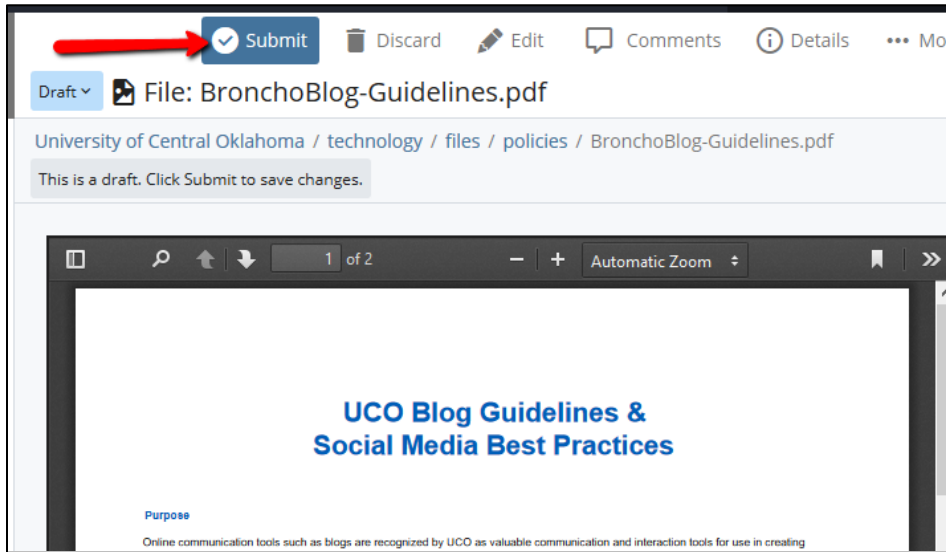 Submit Discard Edit Comments Details ••• Mo
Draft File: BronchoBlog-Guidelines.pdf
University of Central Oklahoma / technology / files / policies / BronchoBlog-Guidelines.pdf
This is a draft. Click Submit to save changes.
1 of 2 Automatic Zoom
UCO Blog Guidelines &
Social Media Best Practices
Purpose
Online communication tools such as blogs are recognized by UCO as valuable communication and interaction tools for use in creating